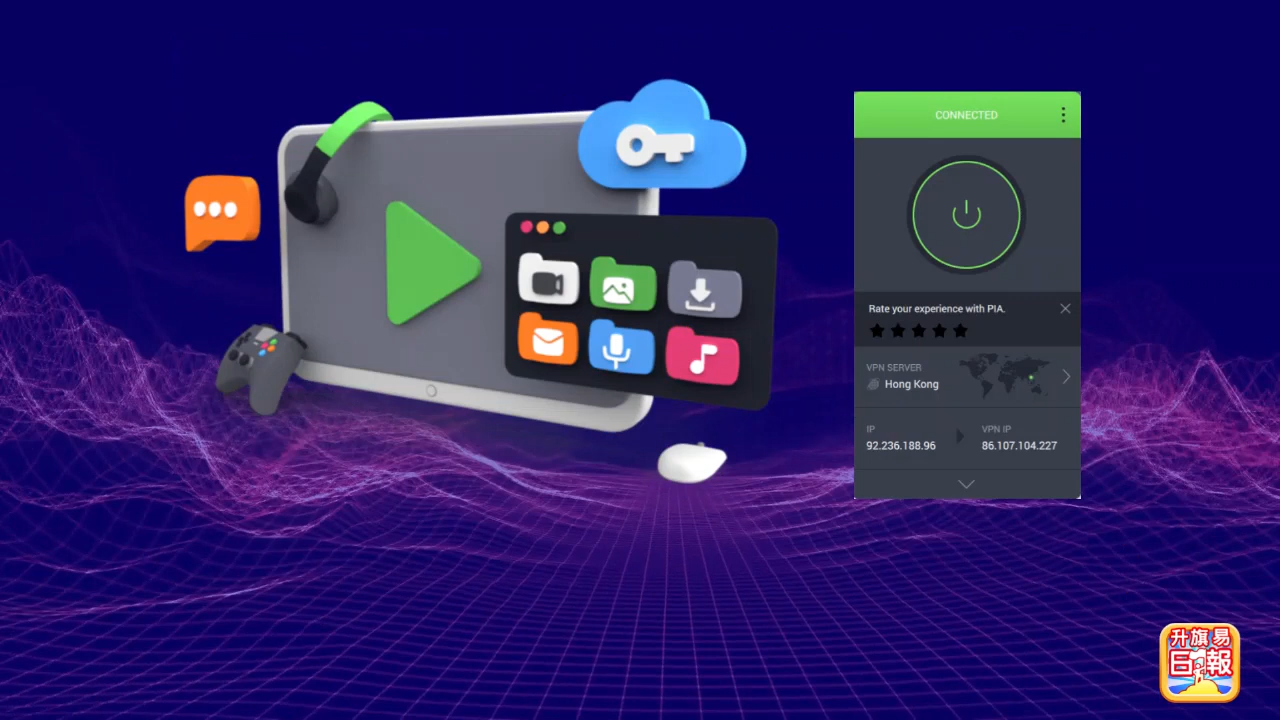 CONNECTED
Rate your experience with PIA.
VPN SERVER
Hong Kong
IP
92.236.188.96
VPN IP
86.107.104.227
升旗易
日報